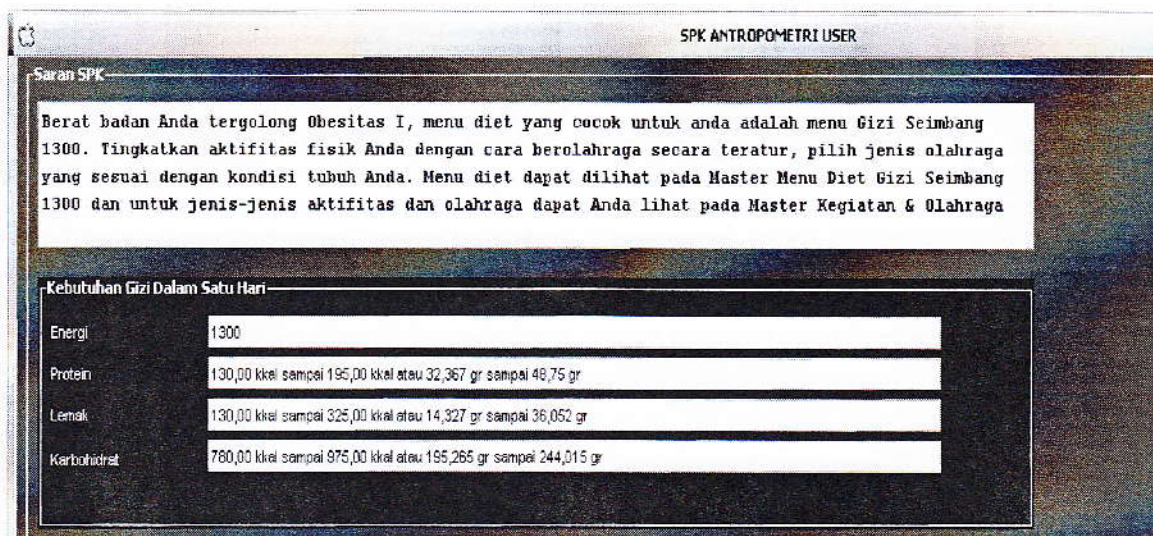 SPK ANTROPOMETRI USER
Saran SPK
Berat badan Anda tergolong Obesitas I, menu diet yang cocok untuk anda adalah menu Gizi Seimbang
1300. Tingkatkan aktifitas fisik Anda dengan cara berolahraga secara teratur, pilih jenis olahraga
yang sesuai dengan kondisi tubuh Anda. Menu diet dapat dilihat pada Master Menu Diet Gizi Seimbang
1300 dan untuk jenis-jenis aktifitas dan olahraga dapat Anda lihat pada Master Kegiatan & Olahraga
Kebutuhan Gizi Dalam Satu Hari
Energi 1300
Protein 130,00 kkal sampai 195,00 kkal atau 32,367 gr sampai 48,75 gr
Lemak 130,00 kkal sampai 325,00 kkal atau 14,327 gr sampai 36,052 gr
Karbohidrat 780,00 kkal sampai 975,00 kkal atau 195,265 gr sampai 244,015 gr